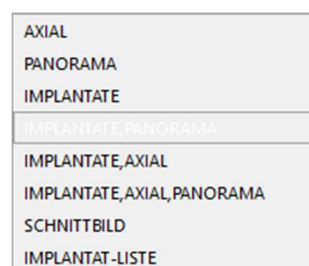 AXIAL
PANORAMA
IMPLANTATE
IMPLANTATE,PANORAMA
IMPLANTATE,AXIAL
IMPLANTATE,AXIAL,PANORAMA
SCHNITTBILD
IMPLANTAT-LISTE